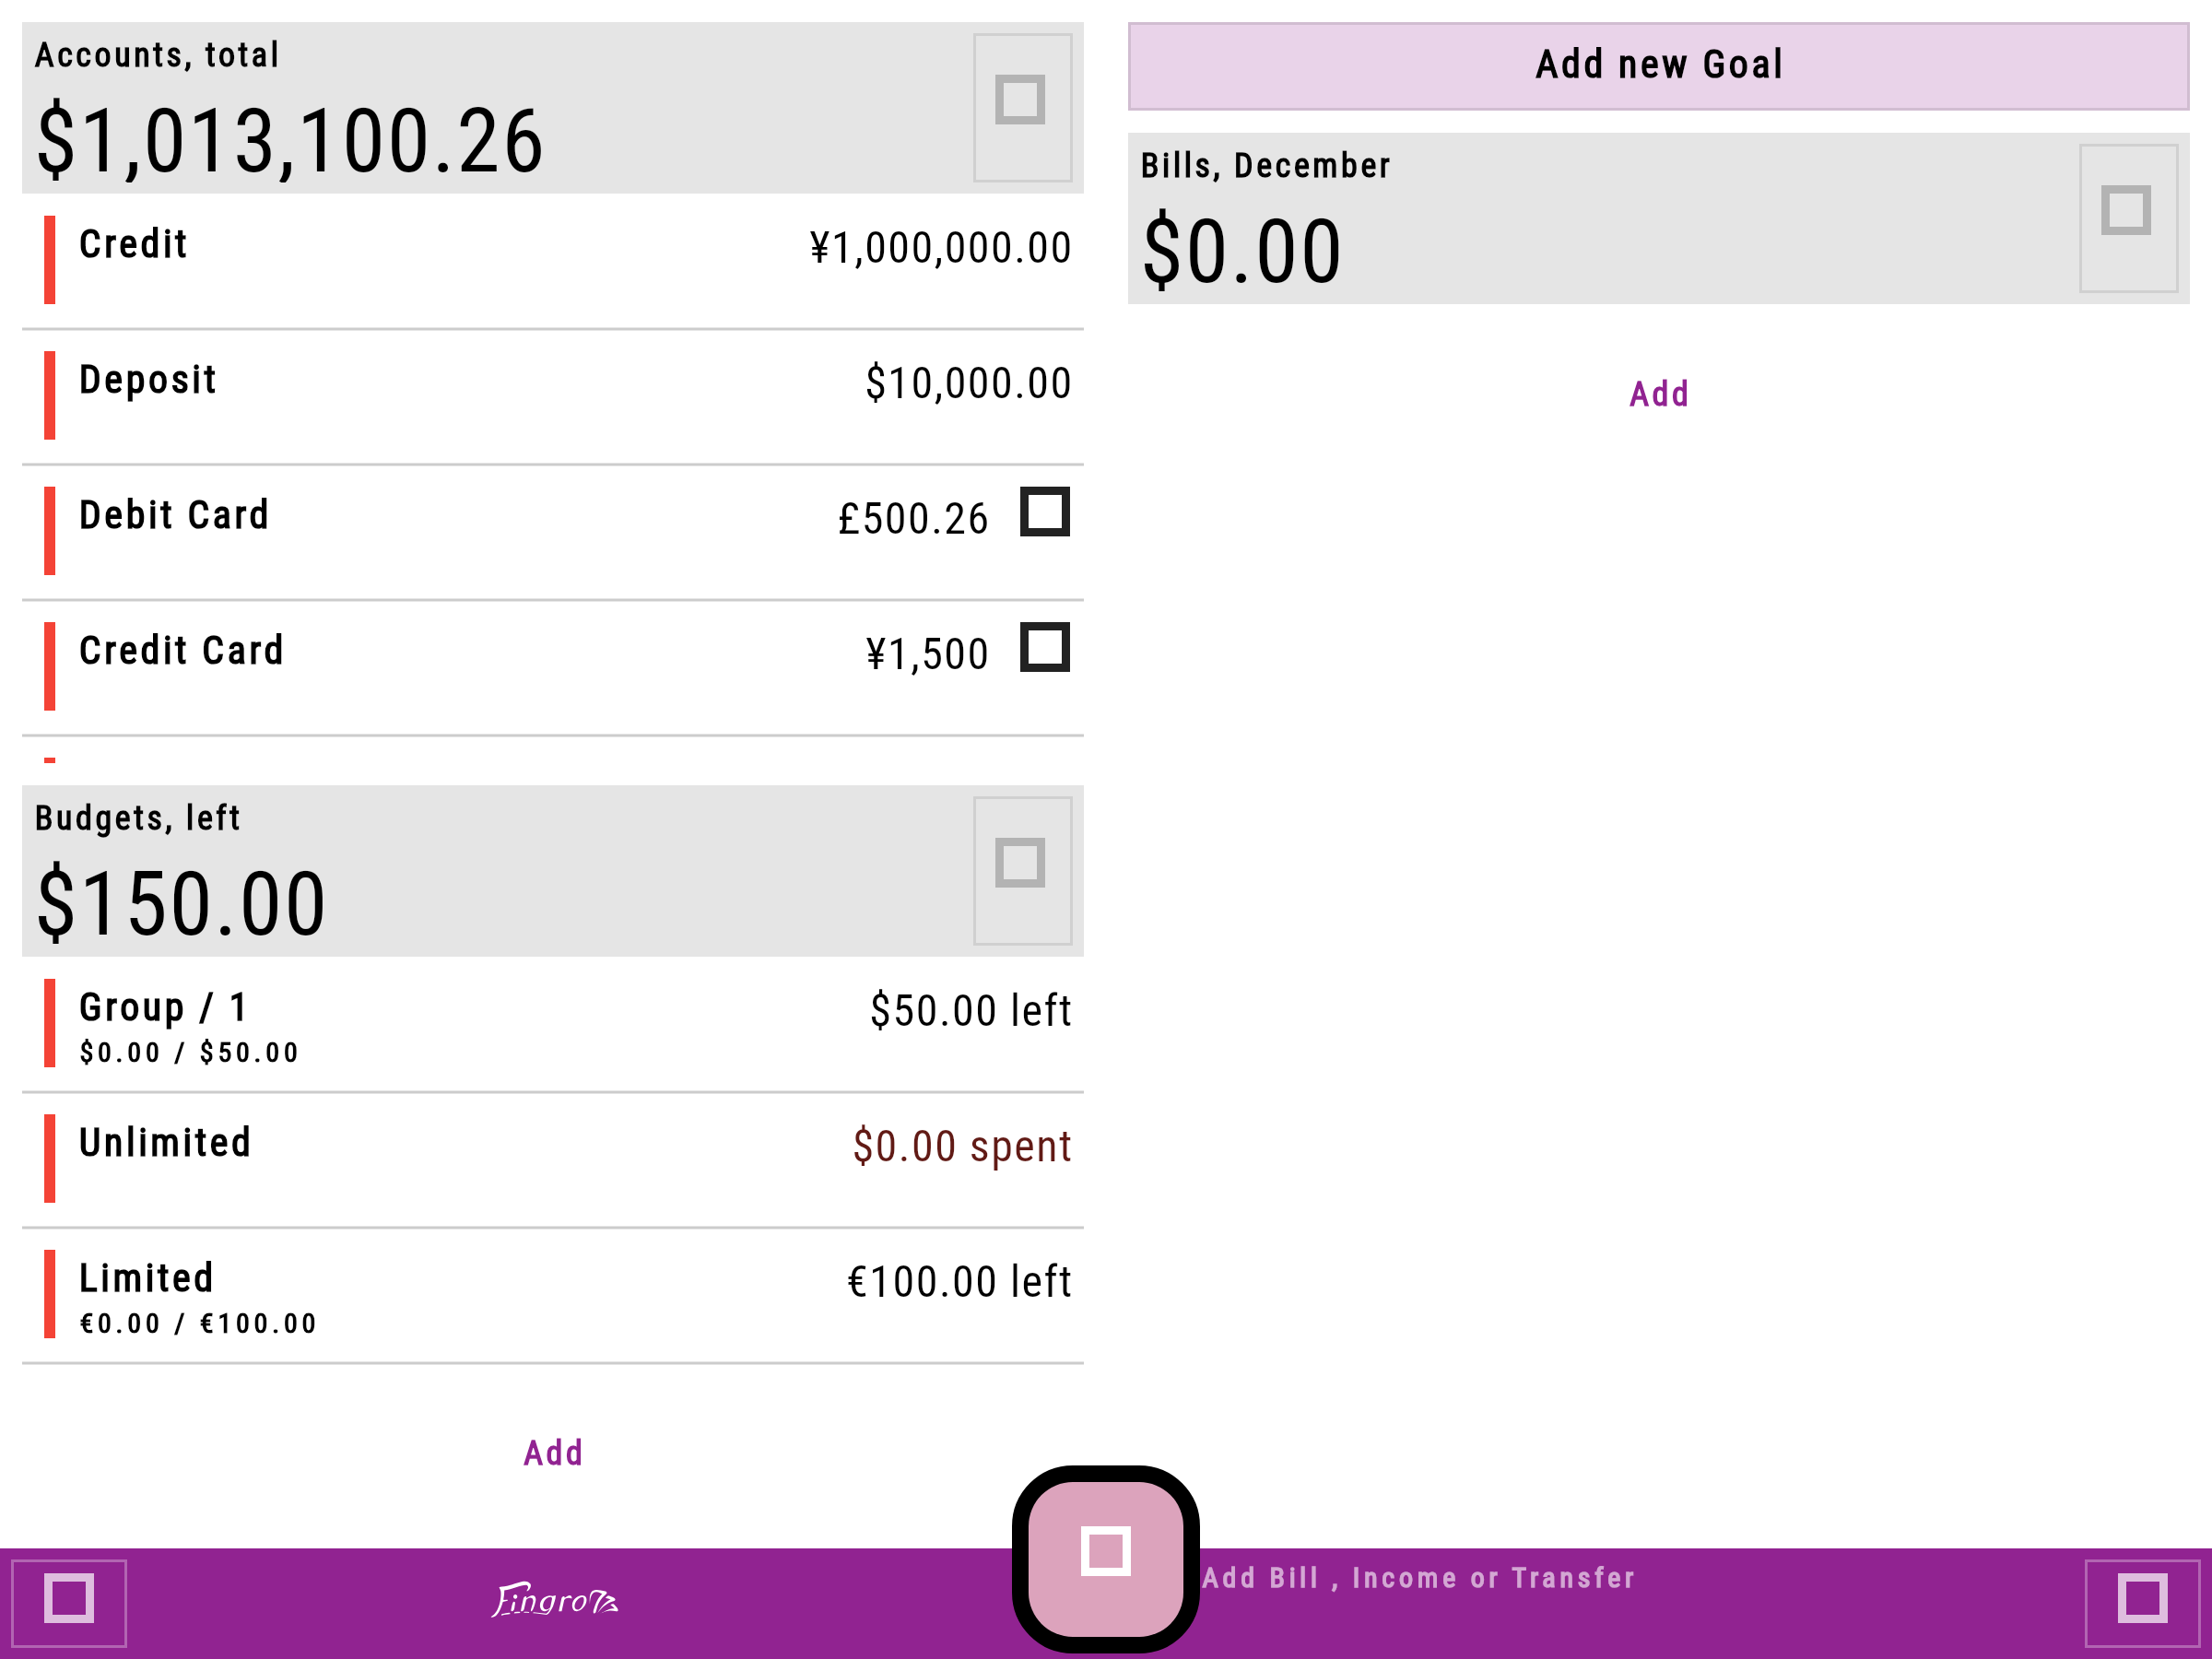 Accounts, total
$1,013,100.26
Credit ¥1,000,000.00
Deposit $10,000.00
Debit Card £500.26
Credit Card ¥1,500
Budgets, left
$150.00
Group / 1 $50.00 left
$0.00 / $50.00
Unlimited $0.00 spent
Limited €100.00 left
€0.00 / €100.00
Add
Add new Goal
Bills, December
$0.00
Add
Fingro
Add Bill , Income or Transfer